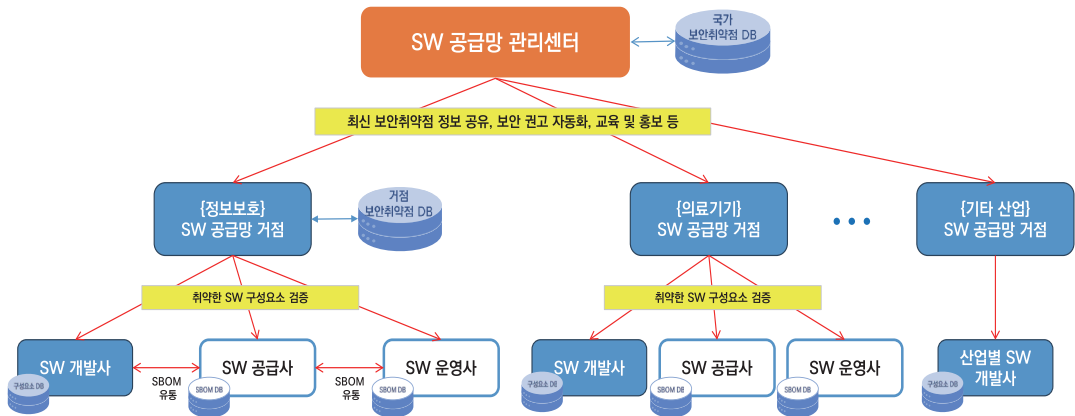 SW 공급망 관리센터
국가
보안취약점 DB
최신 보안취약점 정보 공유, 보안 권고 자동화, 교육 및 홍보 등
{정보보호}
SW 공급망 거점
거점
보안취약점 DB
{의료기기}
SW 공급망 거점
{기타 산업}
SW 공급망 거점
취약한 SW 구성요소 검증
취약한 SW 구성요소 검증
SW 개발사
구성요소 DB
SBOM
유통
SW 공급사
SBOM DB
SBOM
유통
SW 운영사
SBOM DB
SW 개발사
구성요소 DB
SW 공급사
SBOM DB
SW 운영사
SBOM DB
산업별 SW
개발사
구성요소 DB